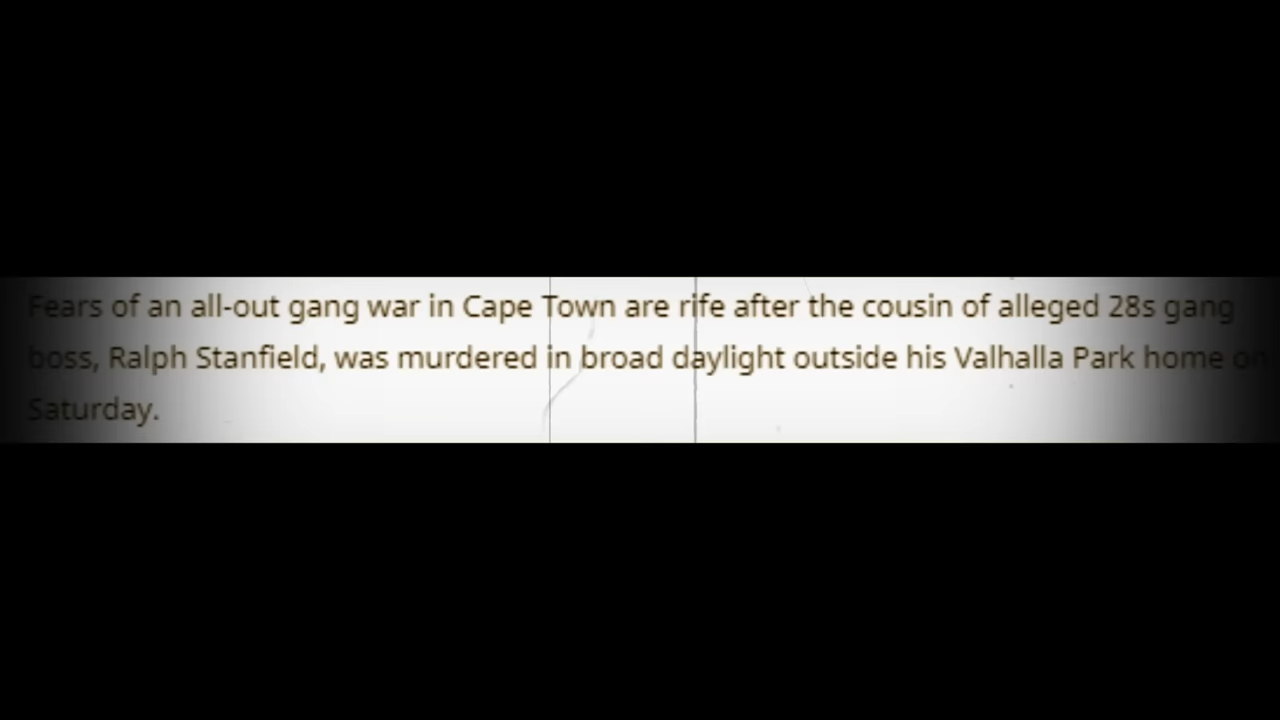 Fears of an all-out gang war in Cape Town are rife after the cousin of alleged 28s gang
boss, Ralph Stanfield, was murdered in broad daylight outside his Valhalla Park home on
Saturday.